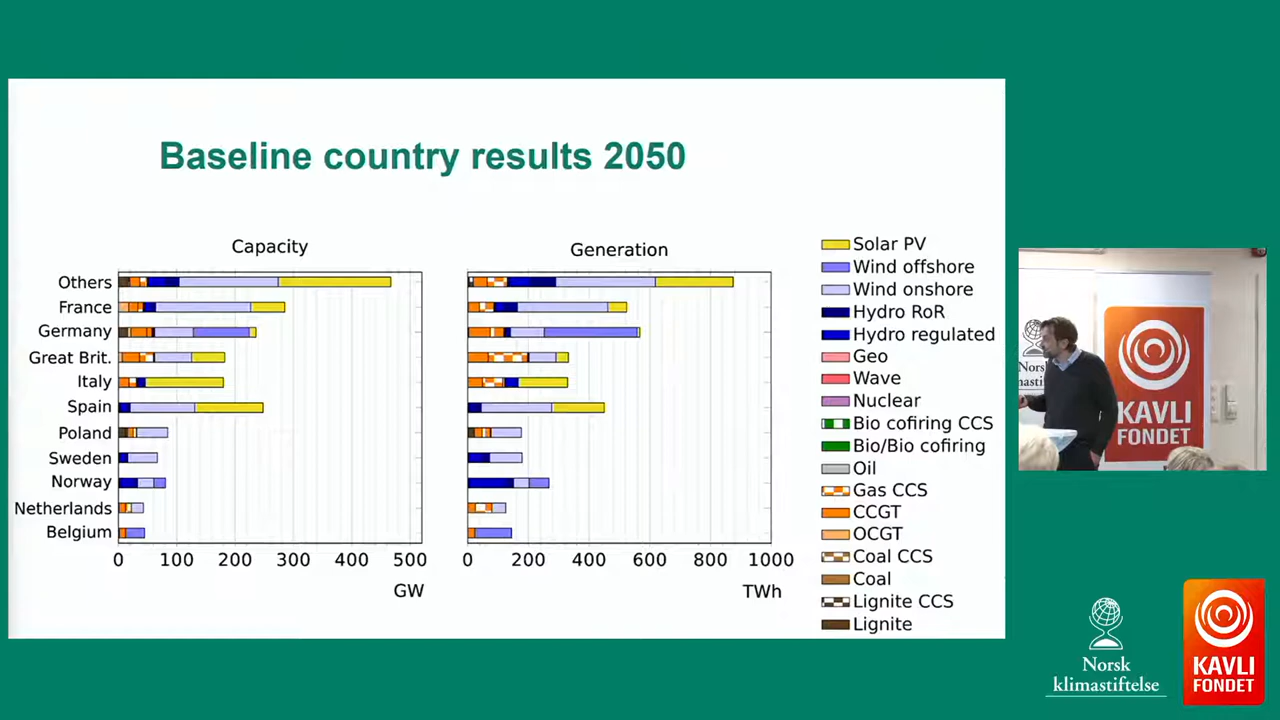 Baseline country results 2050
Capacity
Others
France
Germany
Great Brit.
Italy
Spain
Poland
Sweden
Norway
Netherlands
Belgium
0 100 200 300 400 500
GW
Generation
0 200 400 600 800 1000
TWh
Solar PV
Wind offshore
Wind onshore
Hydro RoR
Hydro regulated
Geo
Wave
Nuclear
Bio cofiring CCS
Bio/Bio cofiring
Oil
Gas CCS
CCGT
OCGT
Coal CCS
Coal
Lignite CCS
Lignite
KAVLI
FONDET
Norsk
klimastiftelse
KAVLI
FONDET